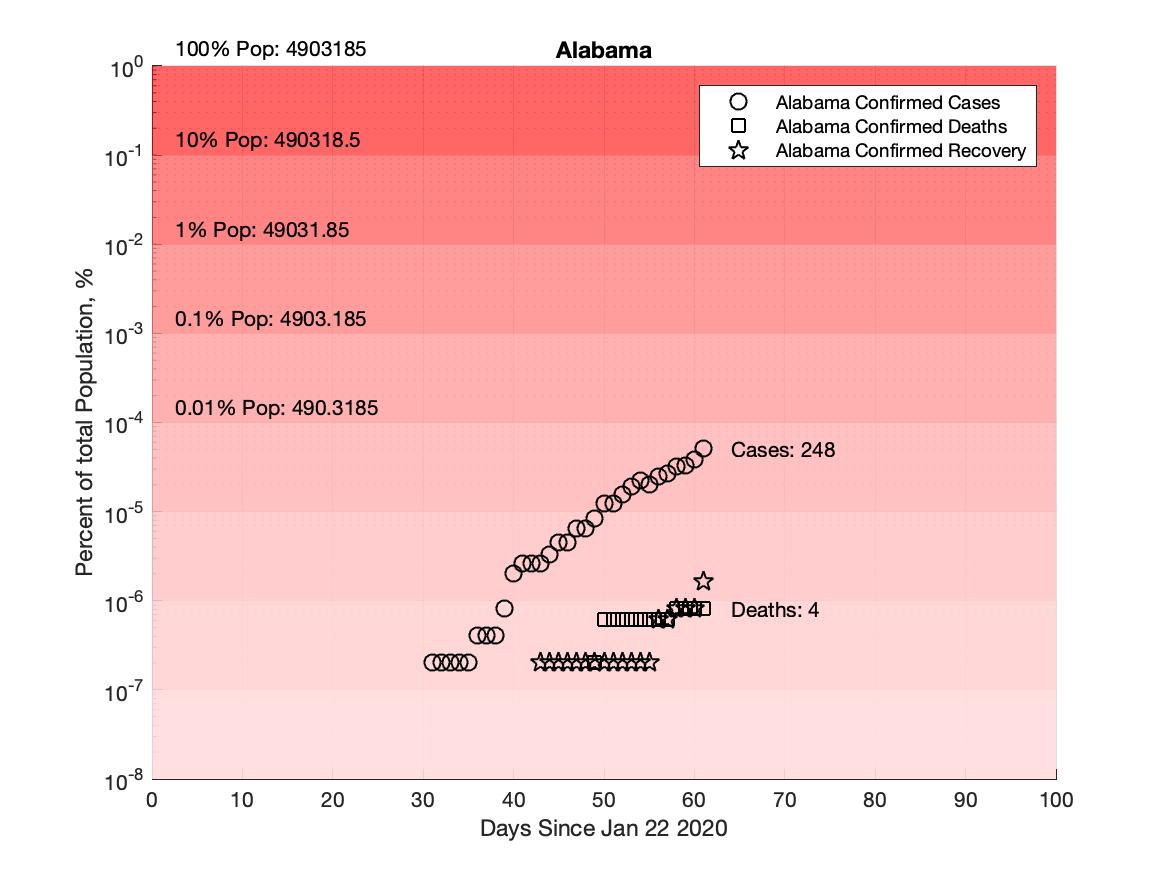 100% Pop: 4903185
Alabama
10^0
Alabama Confirmed Cases
Alabama Confirmed Deaths
Alabama Confirmed Recovery
10% Pop: 490318.5
10^-1
1% Pop: 49031.85
10^-2
0.1% Pop: 4903.185
10^-3
0.01% Pop: 490.3185
10^-4
Cases: 248
10^-5
10^-6
Deaths: 4
10^-7
10^-8
Percent of total Population, %
0 10 20 30 40 50 60 70 80 90 100
Days Since Jan 22 2020